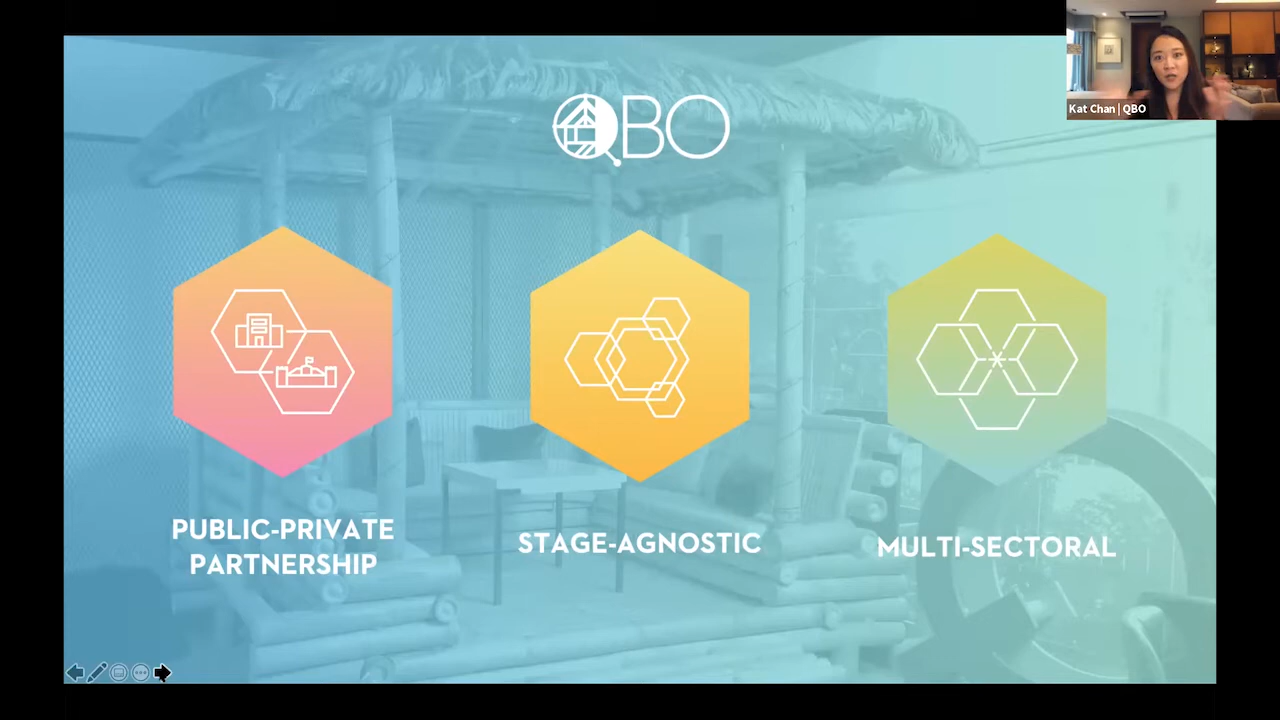 Kat Chan | QBO
QBO
PUBLIC-PRIVATE
PARTNERSHIP
STAGE-AGNOSTIC
MULTI-SECTORAL